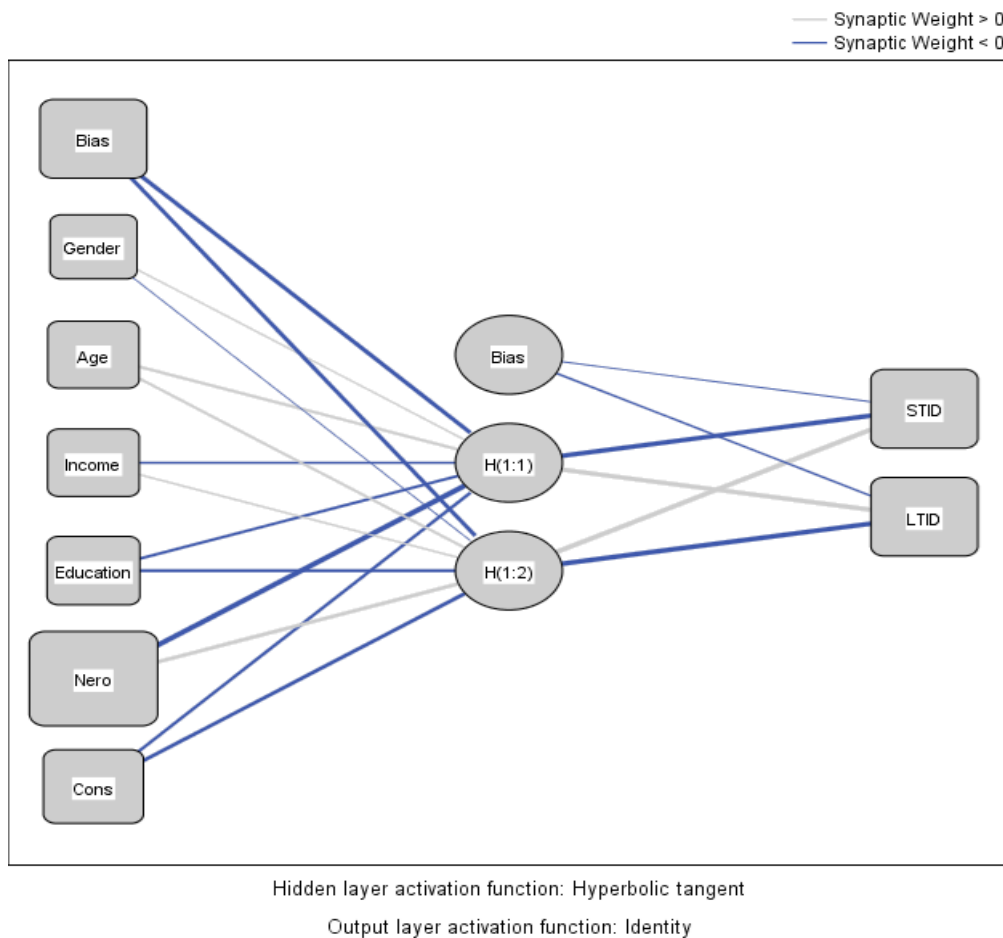 Synaptic Weight > 0
Synaptic Weight < 0
Bias
Gender
Age
Income
Education
Nero
Cons
Bias
H(1:1)
H(1:2)
STID
LTID
Hidden layer activation function: Hyperbolic tangent
Output layer activation function: Identity